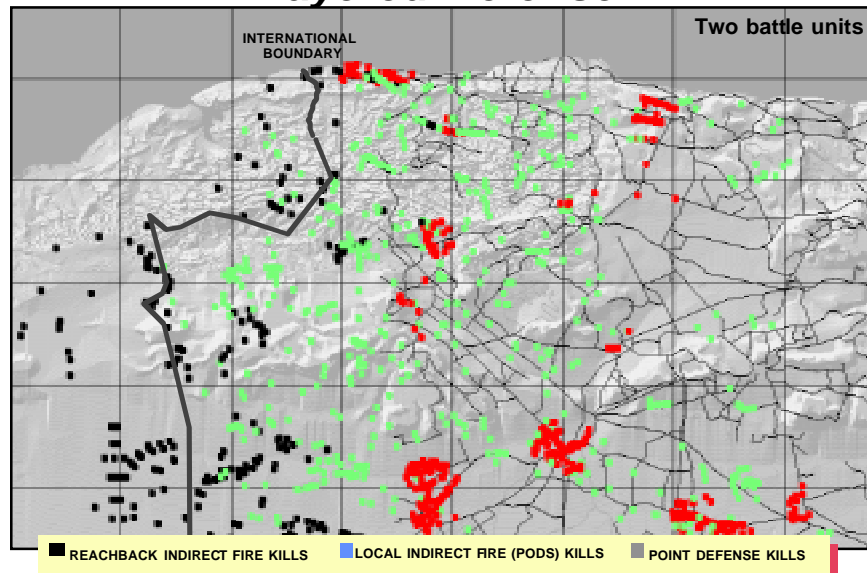 Two battle units
INTERNATIONAL
BOUNDARY
REACHBACK INDIRECT FIRE KILLS LOCAL INDIRECT FIRE (PODS) KILLS POINT DEFENSE KILLS